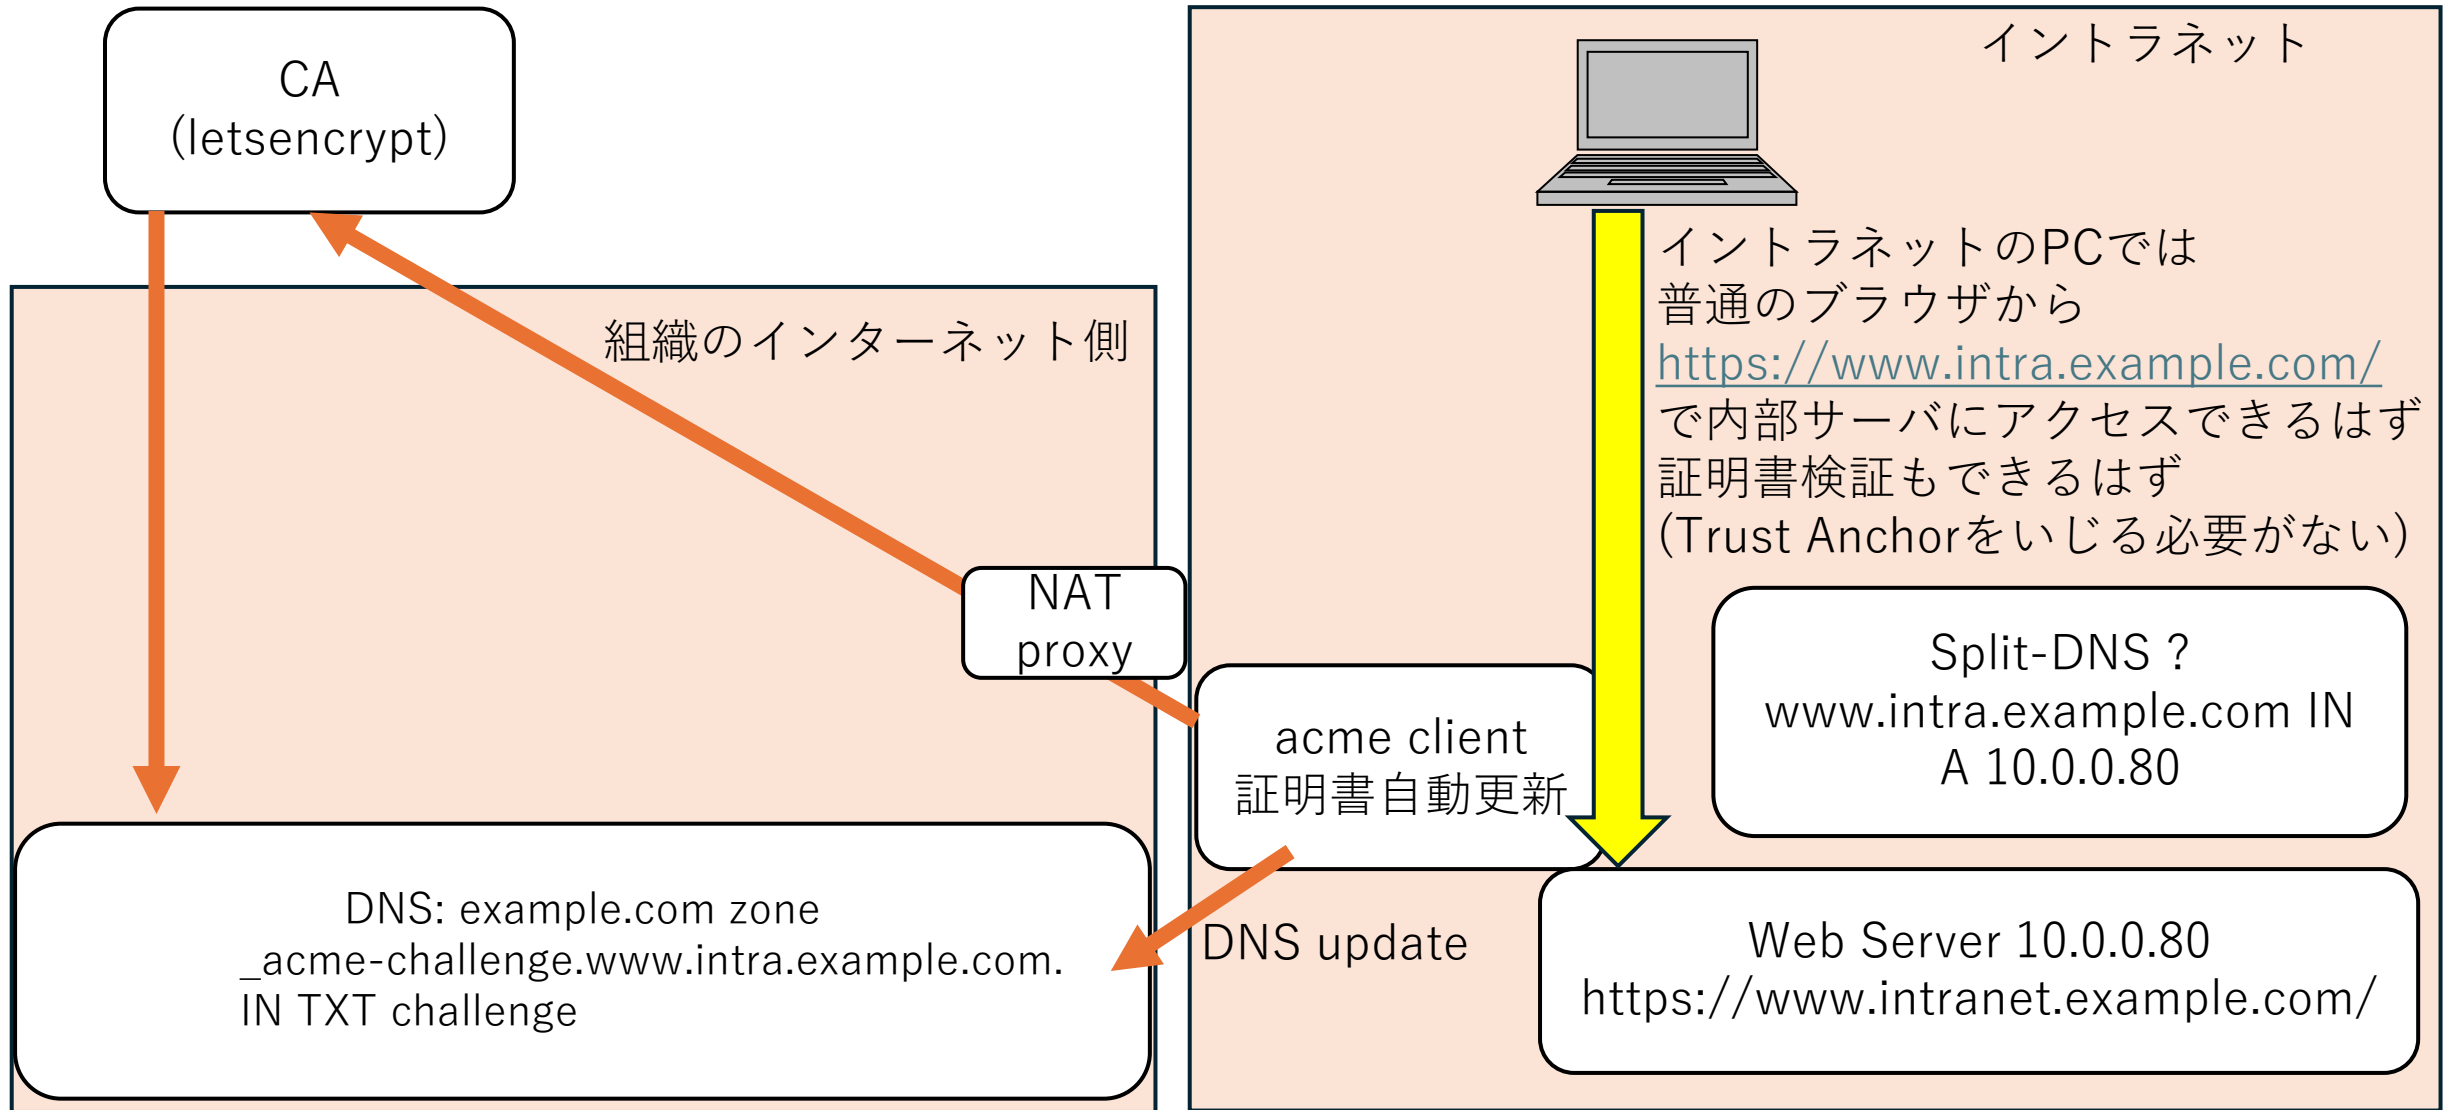 CA
(letsencrypt)
イントラネット
イントラネットのPCでは
普通のブラウザから
https://www.intra.example.com/
で内部サーバにアクセスできるはず
証明書検証もできるはず
(Trust Anchorをいじる必要がない)
組織のインターネット側
NAT
proxy
Split-DNS？
www.intra.example.com IN
A 10.0.0.80
acme client
証明書自動更新
DNS: example.com zone
_acme-challenge.www.intra.example.com.
IN TXT challenge
DNS update
Web Server 10.0.0.80
https://www.intranet.example.com/